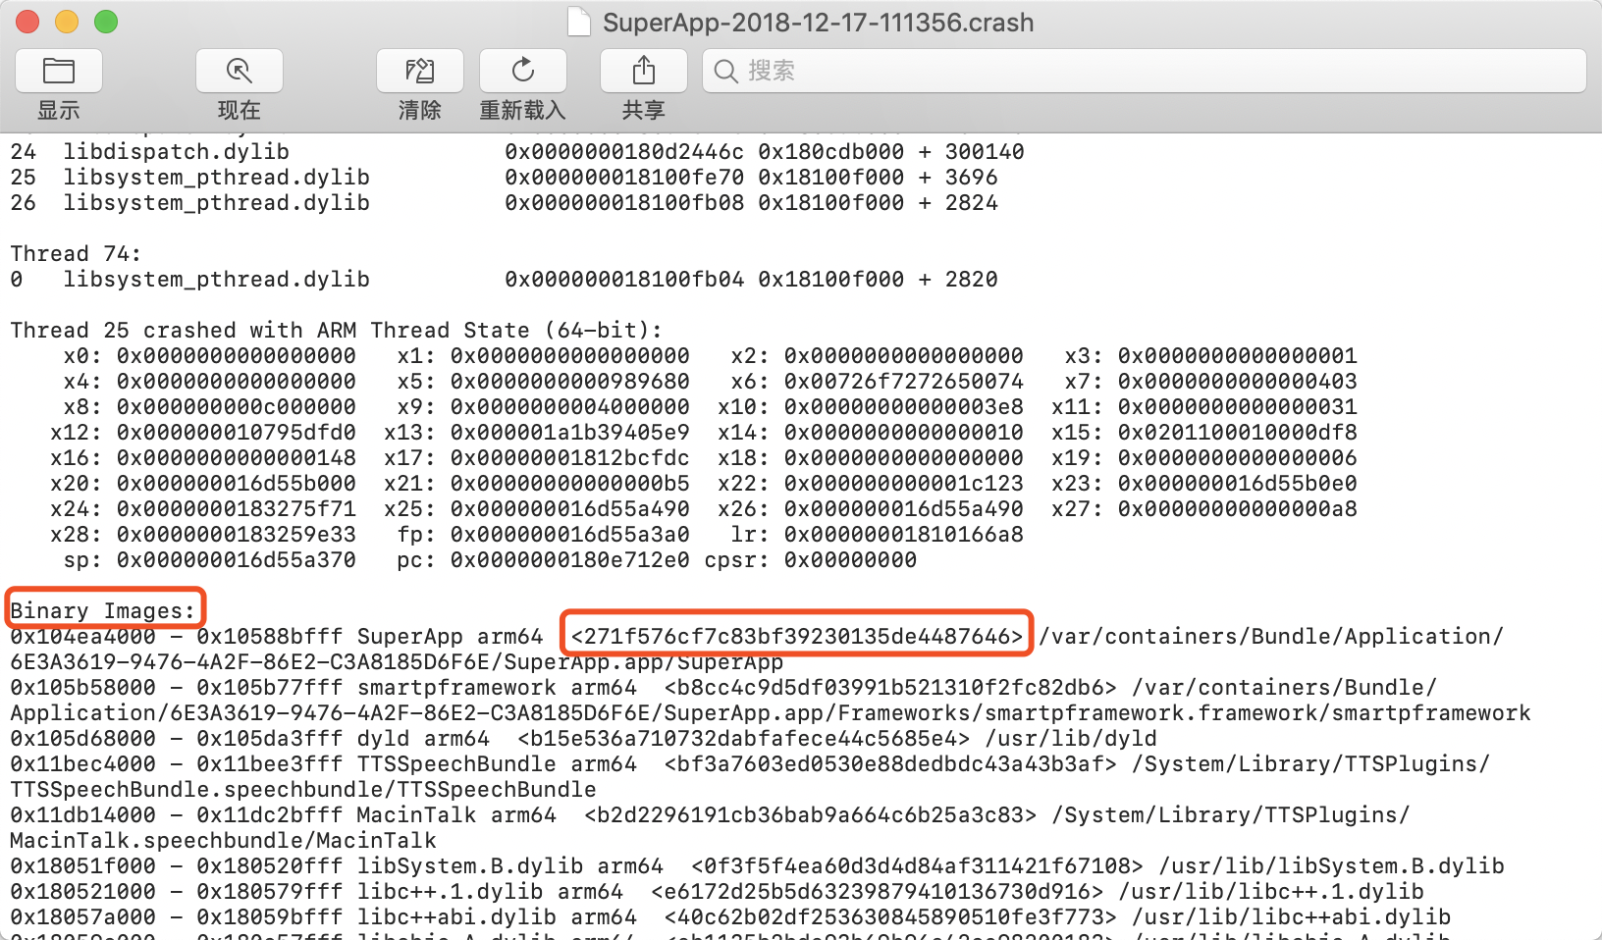 SuperApp-2018-12-17-111356.crash
搜索
显示 现在 清除 重新载入 共享
24 libdispatch.dylib 0x0000000180d2446c 0x180cdb000 + 300140
25 libsystem_pthread.dylib 0x000000018100fe70 0x18100f000 + 3696
26 libsystem_pthread.dylib 0x000000018100fb08 0x18100f000 + 2824
Thread 74:
0 libsystem_pthread.dylib 0x000000018100fb04 0x18100f000 + 2820
Thread 25 crashed with ARM Thread State (64-bit):
x0: 0x0000000000000000 x1: 0x0000000000000000 x2: 0x0000000000000000 x3: 0x0000000000000001
x4: 0x0000000000000000 x5: 0x0000000000989680 x6: 0x00726f7272650074 x7: 0x0000000000000403
x8: 0x000000000c000000 x9: 0x0000000004000000 x10: 0x00000000000003e8 x11: 0x0000000000000031
x12: 0x000000010795dfd0 x13: 0x000001a1b39405e9 x14: 0x0000000000000010 x15: 0x0201100010000df8
x16: 0x0000000000000148 x17: 0x00000001812bcfdc x18: 0x0000000000000000 x19: 0x0000000000000006
x20: 0x000000016d55b000 x21: 0x00000000000000b5 x22: 0x000000000001c123 x23: 0x000000016d55b0e0
x24: 0x0000000183275f71 x25: 0x000000016d55a490 x26: 0x000000016d55a490 x27: 0x00000000000000a8
x28: 0x0000000183259e33 fp: 0x000000016d55a3a0 lr: 0x00000001810166a8
sp: 0x000000016d55a370 pc: 0x0000000180e712e0 cpsr: 0x00000000
Binary Images:
0x104ea4000 - 0x10588bfff SuperApp arm64 <271f576cf7c83bf39230135de4487646> /var/containers/Bundle/Application/
6E3A3619-9476-4A2F-86E2-C3A8185D6F6E/SuperApp.app/SuperApp
0x105b58000 - 0x105b77fff smartpframework arm64 <b8cc4c9d5df03991b521310f2fc82db6> /var/containers/Bundle/
Application/6E3A3619-9476-4A2F-86E2-C3A8185D6F6E/SuperApp.app/Frameworks/smartpframework.framework/smartpframework
0x105d68000 - 0x105da3fff dyld arm64 <b15e536a710732dabfafece44c5685e4> /usr/lib/dyld
0x11bec4000 - 0x11bee3fff TTSSpeechBundle arm64 <bf3a7603ed0530e88dedbdc43a43b3af> /System/Library/TTSPlugins/
TTSSpeechBundle.speechbundle/TTSSpeechBundle
0x11db14000 - 0x11dc2bfff MacinTalk arm64 <b2d2296191cb36bab9a664c6b25a3c83> /System/Library/TTSPlugins/
MacinTalk.speechbundle/MacinTalk
0x18051f000 - 0x180520fff libSystem.B.dylib arm64 <0f3f5f4ea60d3d4d84af311421f67108> /usr/lib/libSystem.B.dylib
0x180521000 - 0x180579fff libc++.1.dylib arm64 <e6172d25b5d63239879410136730d916> /usr/lib/libc++.1.dylib
0x18057a000 - 0x18059bfff libc++abi.dylib arm64 <40c62b02df253630845890510fe3f773> /usr/lib/libc++abi.dylib